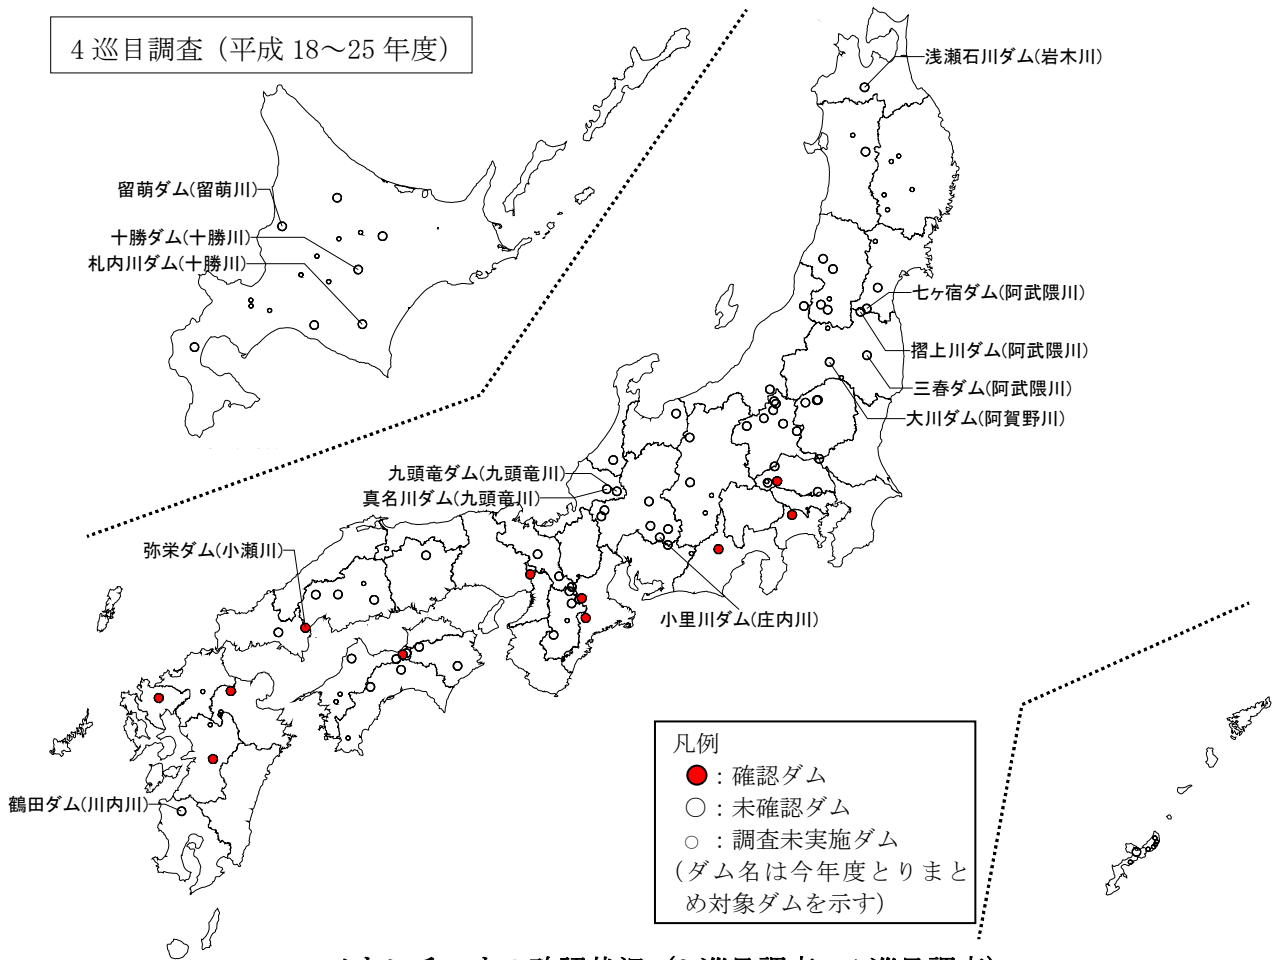 4巡目調査（平成 18～25 年度）
浅瀬石川ダム(岩木川)
留萌ダム(留萌川)
十勝ダム(十勝川)
札内川ダム(十勝川)
七ヶ宿ダム(阿武隈川)
摺上川ダム(阿武隈川)
三春ダム(阿武隈川)
大川ダム(阿賀野川)
九頭竜ダム(九頭竜川)
真名川ダム(九頭竜川)
弥栄ダム(小瀬川)
小里川ダム(庄内川)
鶴田ダム(川内川)
凡例
：確認ダム
：未確認ダム
：調査未実施ダム
（ダム名は今年度とりまと
め対象ダムを示す）